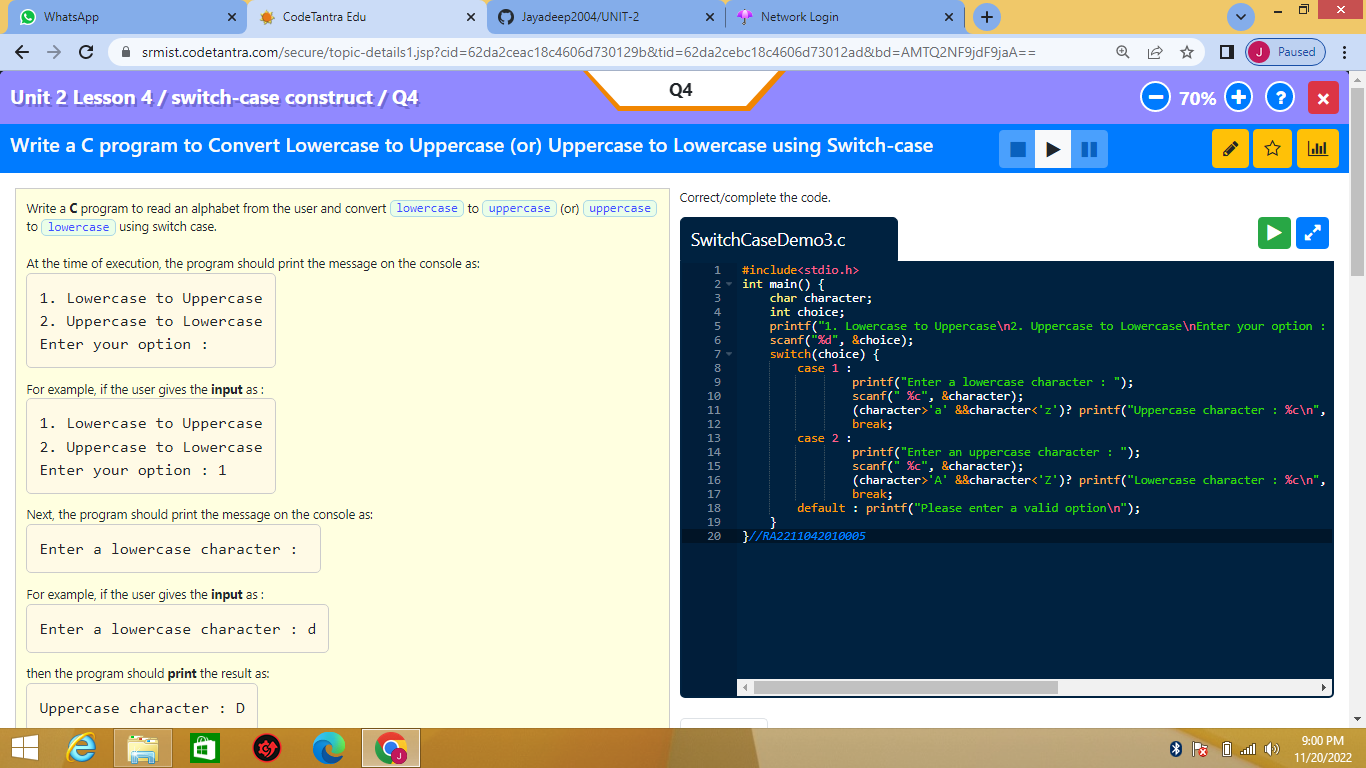 WhatsApp
CodeTantra Edu
Jayadeep2004/UNIT-2
Network Login
srmist.codetantra.com/secure/topic-details1.jsp?cid=62da2ceac18c4606d730129b&tid=62da2cebc18c4606d73012ad&bd=AMTQ2NF9jdF9jaA==
J Paused
Unit 2 Lesson 4 / switch-case construct / Q4
Q4
70%
?
Write a C program to Convert Lowercase to Uppercase (or) Uppercase to Lowercase using Switch-case
Write a C program to read an alphabet from the user and convert lowercase to uppercase (or) uppercase
to lowercase using switch case.
At the time of execution, the program should print the message on the console as:
1. Lowercase to Uppercase
2. Uppercase to Lowercase
Enter your option :
For example, if the user gives the input as :
1. Lowercase to Uppercase
2. Uppercase to Lowercase
Enter your option : 1
Next, the program should print the message on the console as:
Enter a lowercase character :
For example, if the user gives the input as :
Enter a lowercase character : d
then the program should print the result as:
Uppercase character : D
Correct/complete the code.
SwitchCaseDemo3.c
1 #include<stdio.h>
2 int main() {
3 char character;
4 int choice;
5 printf("1. Lowercase to Uppercase\n2. Uppercase to Lowercase\nEnter your option :
6 scanf("%d", &choice);
7 switch(choice) {
8 case 1 :
9 printf("Enter a lowercase character : ");
10 scanf(" %c", &character);
11 (character>'a' &&character<'z')? printf("Uppercase character : %c\n",
12 break;
13 case 2 :
14 printf("Enter an uppercase character : ");
15 scanf(" %c", &character);
16 (character>'A' &&character<'Z')? printf("Lowercase character : %c\n",
17 break;
18 default : printf("Please enter a valid option\n");
19 }
20 }//RA2211042010005
9:00 PM
11/20/2022